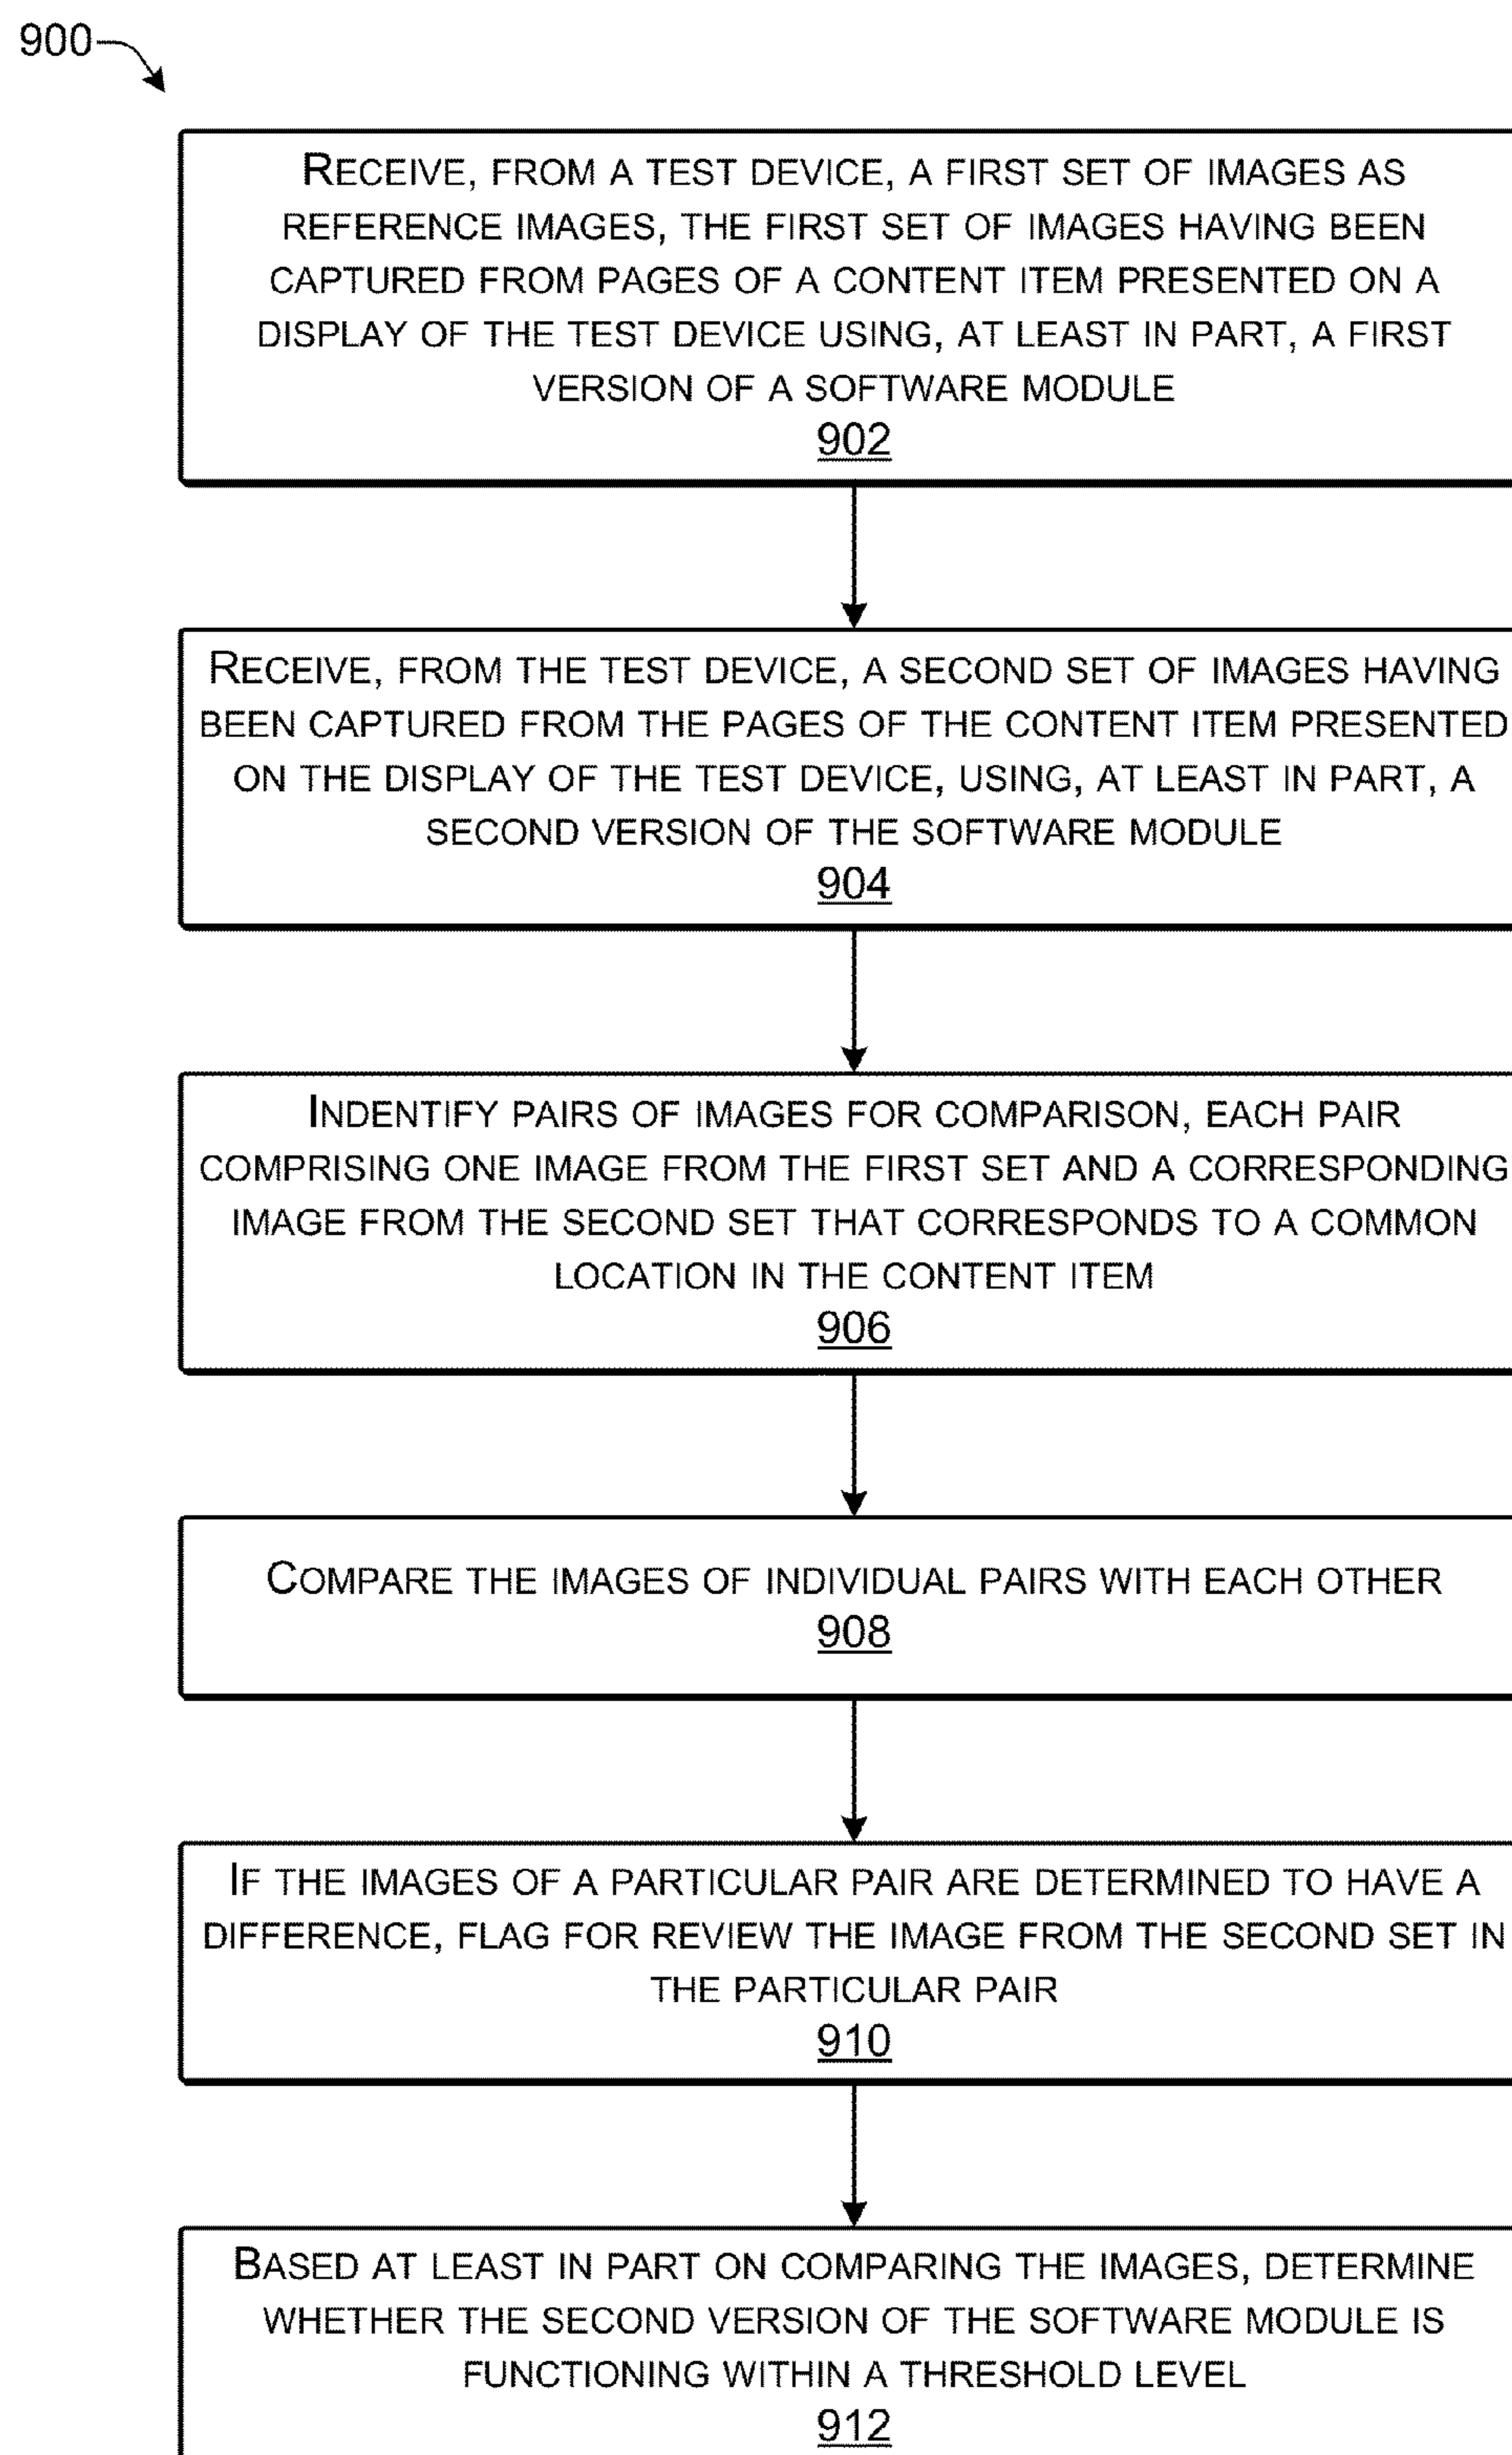 900
RECEIVE, FROM A TEST DEVICE, A FIRST SET OF IMAGES AS
REFERENCE IMAGES, THE FIRST SET OF IMAGES HAVING BEEN
CAPTURED FROM PAGES OF A CONTENT ITEM PRESENTED ON A
DISPLAY OF THE TEST DEVICE USING, AT LEAST IN PART, A FIRST
VERSION OF A SOFTWARE MODULE
902
RECEIVE, FROM THE TEST DEVICE, A SECOND SET OF IMAGES HAVING
BEEN CAPTURED FROM THE PAGES OF THE CONTENT ITEM PRESENTED
ON THE DISPLAY OF THE TEST DEVICE, USING, AT LEAST IN PART, A
SECOND VERSION OF THE SOFTWARE MODULE
904
INDENTIFY PAIRS OF IMAGES FOR COMPARISON, EACH PAIR
COMPRISING ONE IMAGE FROM THE FIRST SET AND A CORRESPONDING
IMAGE FROM THE SECOND SET THAT CORRESPONDS TO A COMMON
LOCATION IN THE CONTENT ITEM
906
COMPARE THE IMAGES OF INDIVIDUAL PAIRS WITH EACH OTHER
908
IF THE IMAGES OF A PARTICULAR PAIR ARE DETERMINED TO HAVE A
DIFFERENCE, FLAG FOR REVIEW THE IMAGE FROM THE SECOND SET IN
THE PARTICULAR PAIR
910
BASED AT LEAST IN PART ON COMPARING THE IMAGES, DETERMINE
WHETHER THE SECOND VERSION OF THE SOFTWARE MODULE IS
FUNCTIONING WITHIN A THRESHOLD LEVEL
912